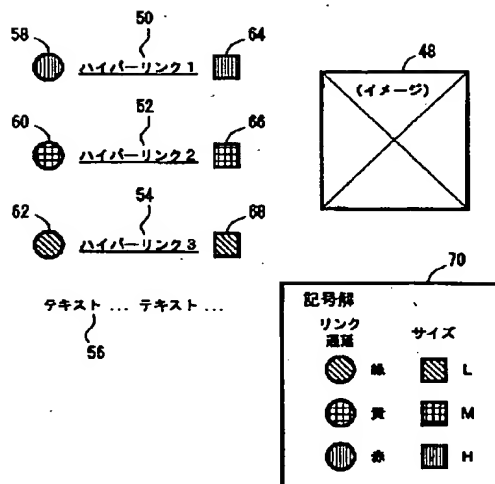 50
58
64
ハイパーリンク1
48
(イメージ)
52
60
66
ハイパーリンク2
54
62
68
ハイパーリンク3
テキスト ... テキスト ...
56
70
記号解
リンク
遅延
サイズ
緑 L
黄 M
赤 H